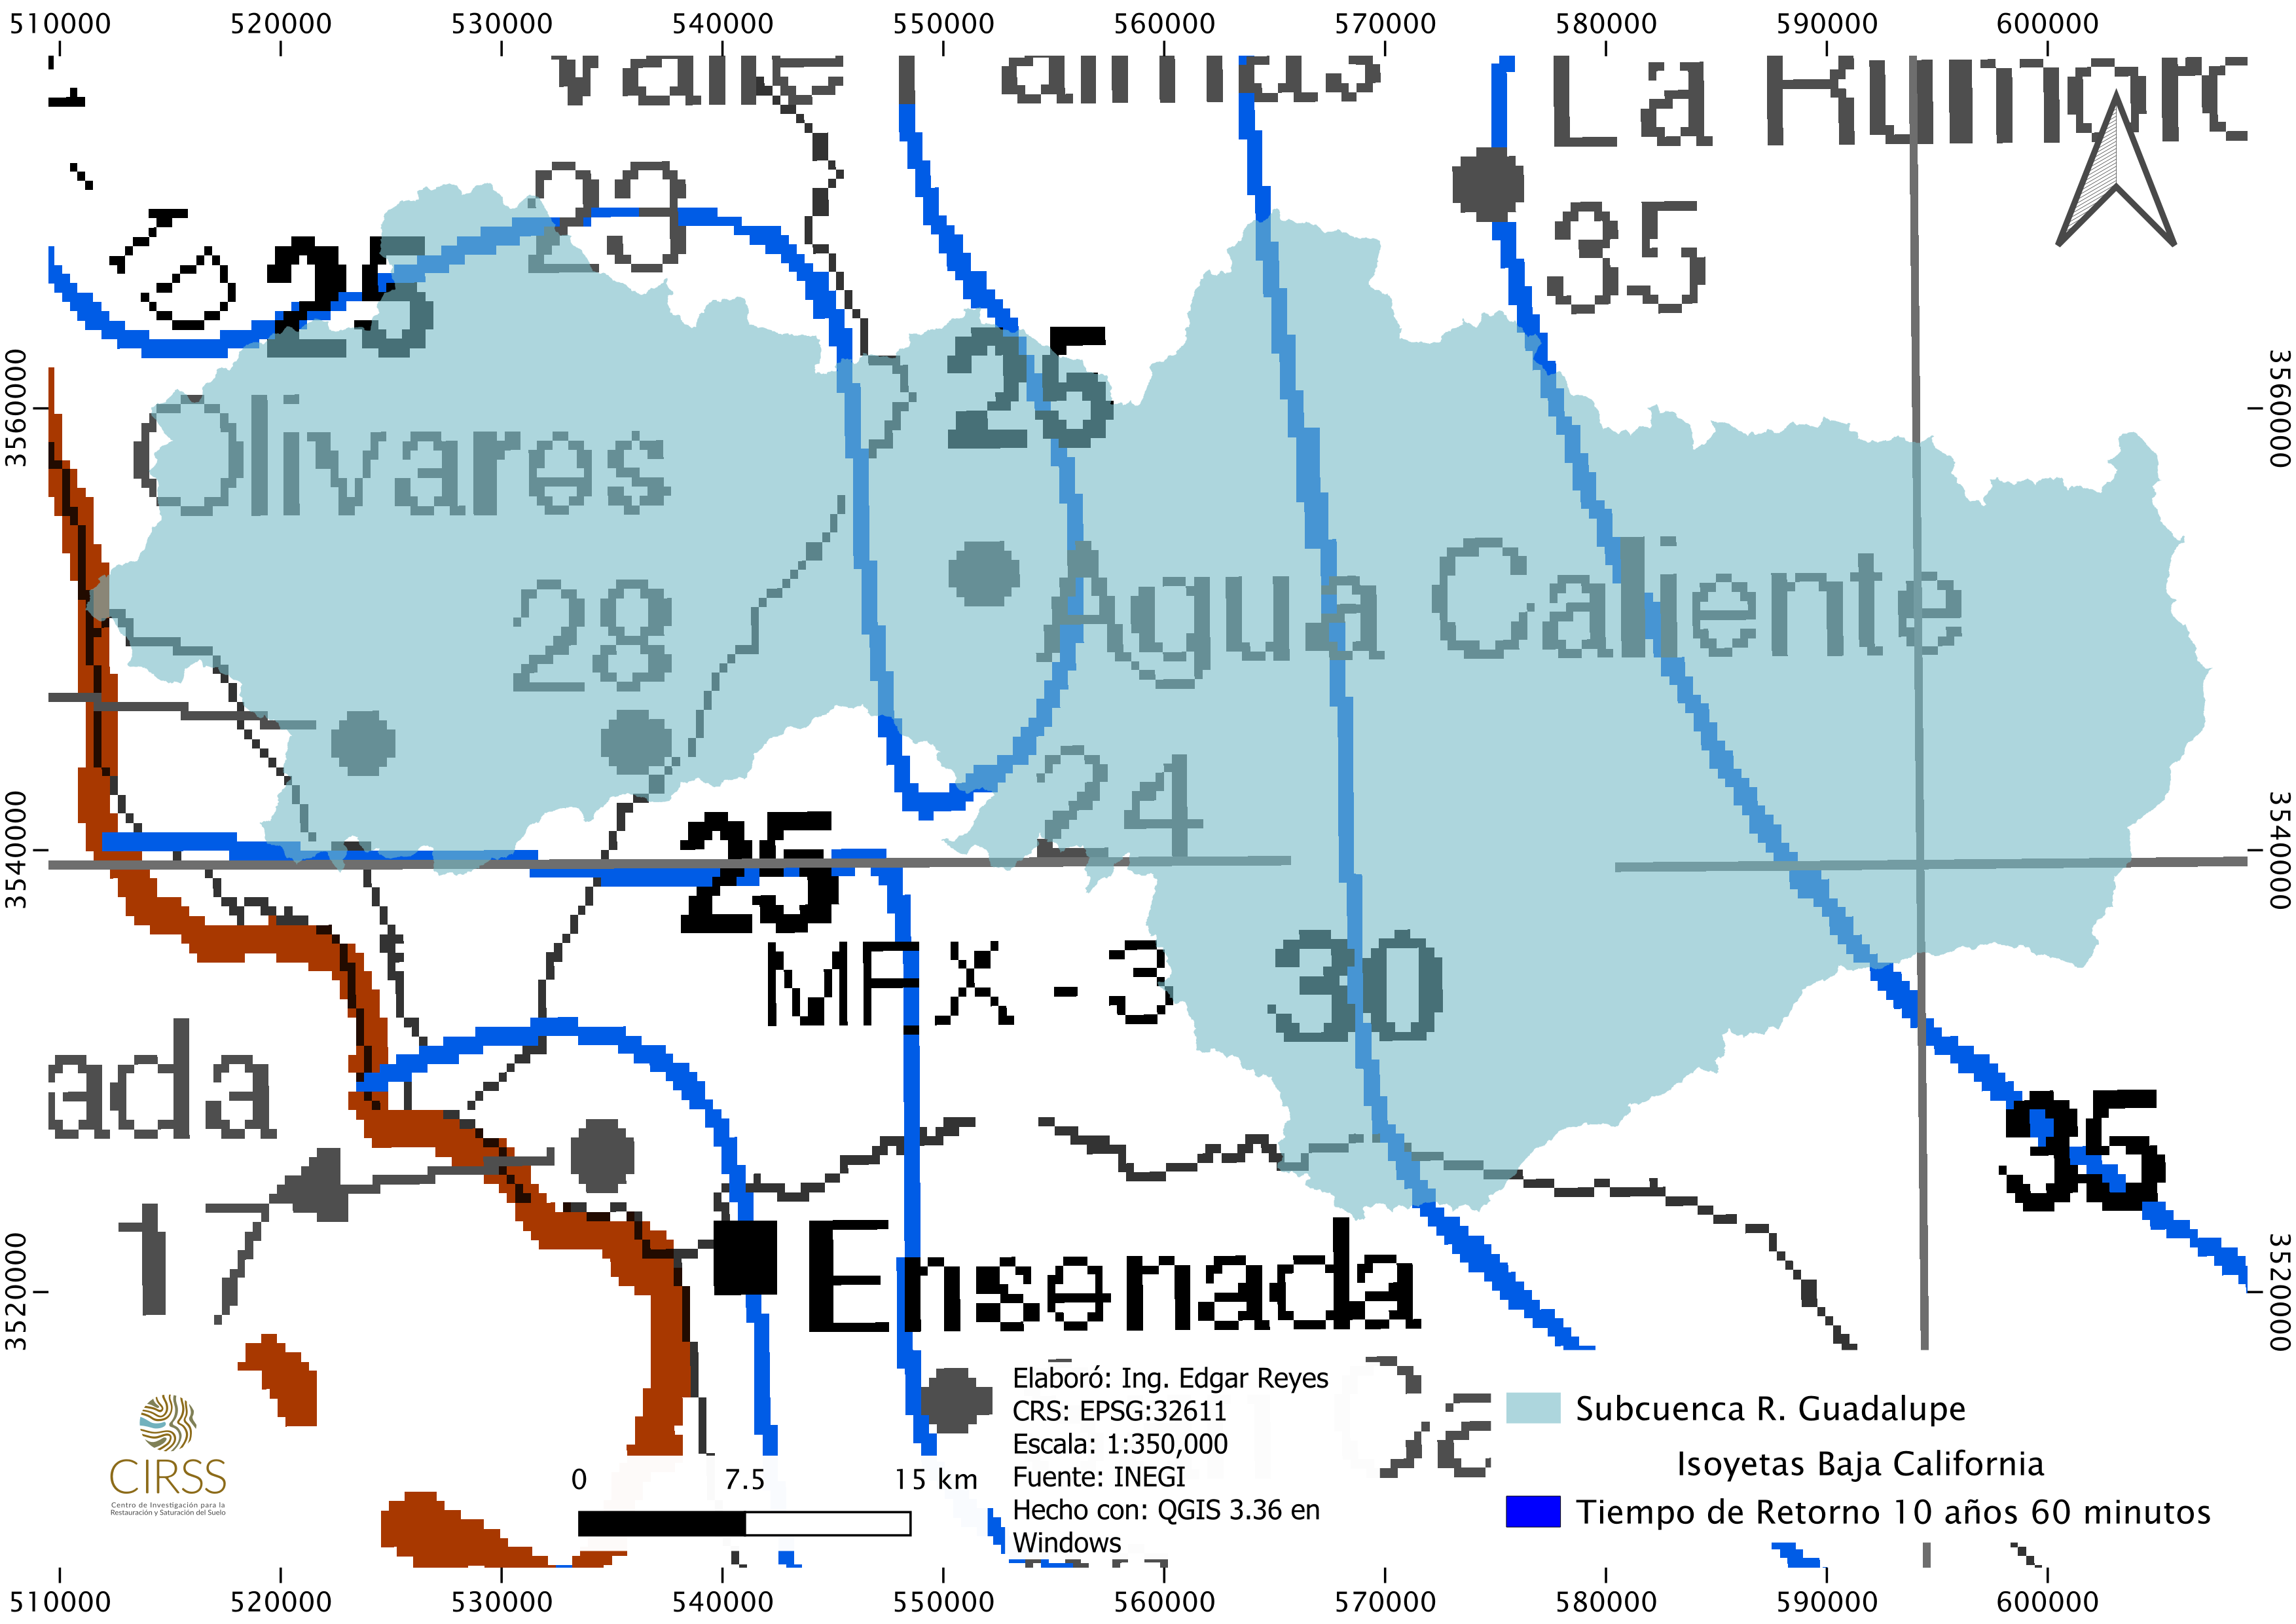 510000 520000 530000 540000 550000 560000 570000 580000 590000 600000
La Rumoro
23
35
25
25
3560000
3560000
Olivares
Agua Caliente
28
24
3540000
3540000
25
MEX - 3
30
ada
17
35
Ensenada
3520000
3520000
CIRSS
Centro de Investigación para la
Restauración y Saturación del Suelo
0 7.5 15 km
Elaboró: Ing. Edgar Reyes
CRS: EPSG:32611
Escala: 1:350,000
Fuente: INEGI
Hecho con: QGIS 3.36 en
Windows
Subcuenca R. Guadalupe
Isoyetas Baja California
Tiempo de Retorno 10 años 60 minutos
510000 520000 530000 540000 550000 560000 570000 580000 590000 600000